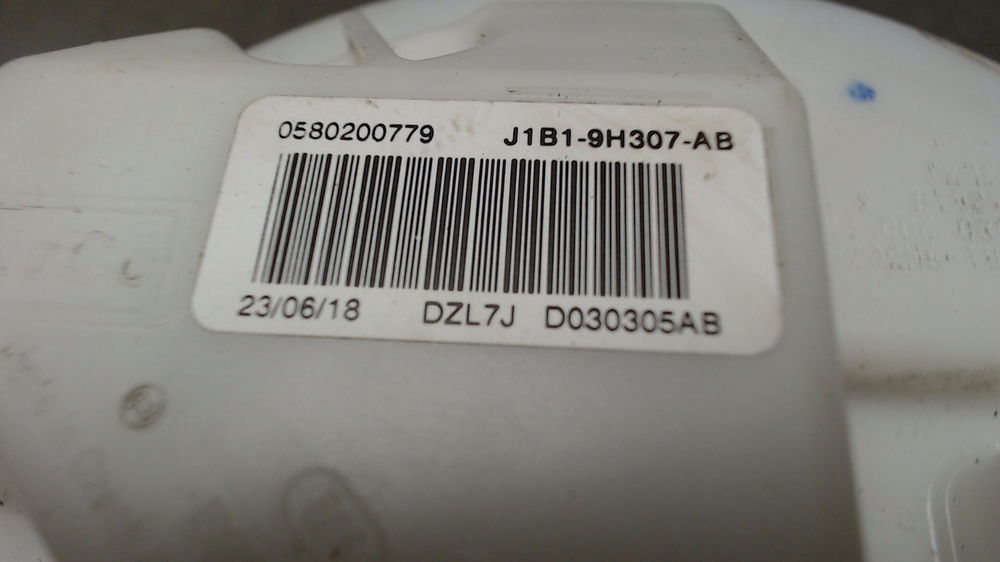 0580200779 J1B1-9H307-AB
23/06/18 DZL7J D030305AB